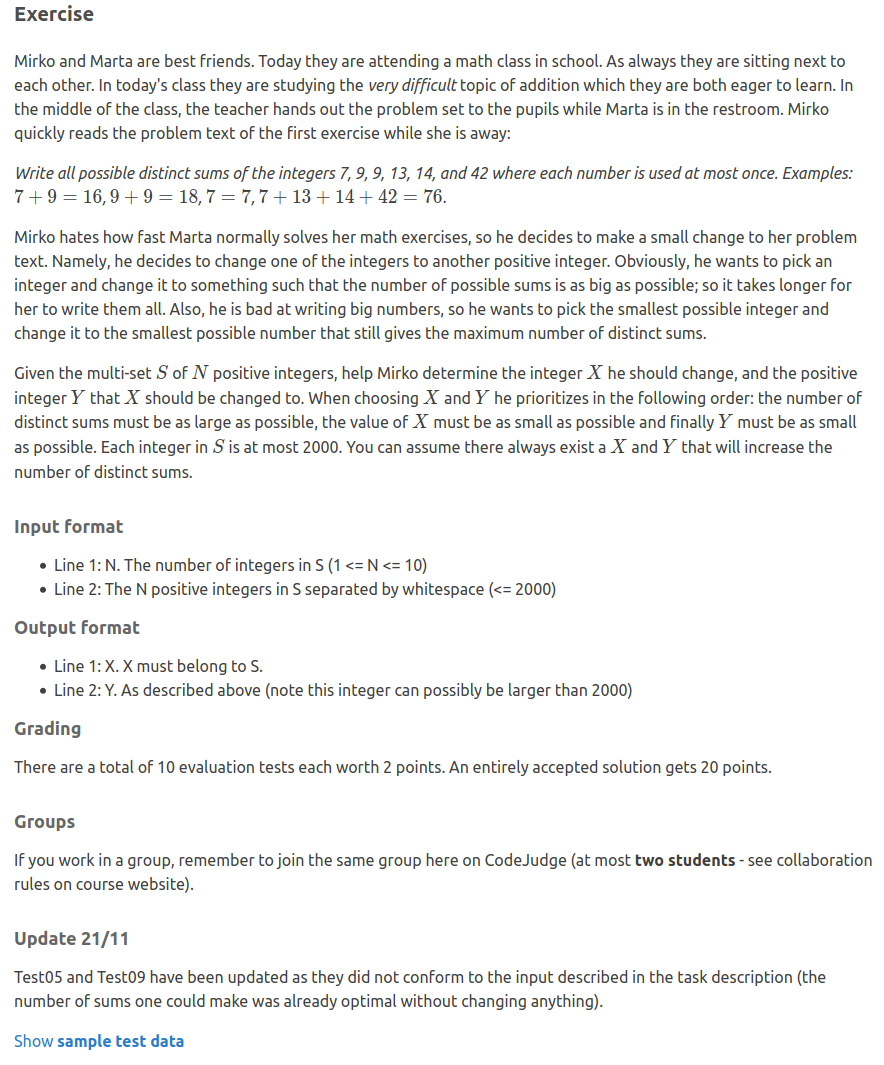 Exercise
Mirko and Marta are best friends. Today they are attending a math class in school. As always they are sitting next to
each other. In today's class they are studying the very difficult topic of addition which they are both eager to learn. In
the middle of the class, the teacher hands out the problem set to the pupils while Marta is in the restroom. Mirko
quickly reads the problem text of the first exercise while she is away:
Write all possible distinct sums of the integers 7, 9, 9, 13, 14, and 42 where each number is used at most once. Examples:
7 + 9 = 16, 9 + 9 = 18, 7 = 7, 7 + 13 + 14 + 42 = 76.
Mirko hates how fast Marta normally solves her math exercises, so he decides to make a small change to her problem
text. Namely, he decides to change one of the integers to another positive integer. Obviously, he wants to pick an
integer and change it to something such that the number of possible sums is as big as possible; so it takes longer for
her to write them all. Also, he is bad at writing big numbers, so he wants to pick the smallest possible integer and
change it to the smallest possible number that still gives the maximum number of distinct sums.
Given the multi-set S of N positive integers, help Mirko determine the integer X he should change, and the positive
integer Y that X should be changed to. When choosing X and Y he prioritizes in the following order: the number of
distinct sums must be as large as possible, the value of X must be as small as possible and finally Y must be as small
as possible. Each integer in S is at most 2000. You can assume there always exist a X and Y that will increase the
number of distinct sums.
Input format
• Line 1: N. The number of integers in S (1 <= N <= 10)
• Line 2: The N positive integers in S separated by whitespace (<= 2000)
Output format
• Line 1: X. X must belong to S.
• Line 2: Y. As described above (note this integer can possibly be larger than 2000)
Grading
There are a total of 10 evaluation tests each worth 2 points. An entirely accepted solution gets 20 points.
Groups
If you work in a group, remember to join the same group here on CodeJudge (at most two students - see collaboration
rules on course website).
Update 21/11
Test05 and Test09 have been updated as they did not conform to the input described in the task description (the
number of sums one could make was already optimal without changing anything).
Show sample test data